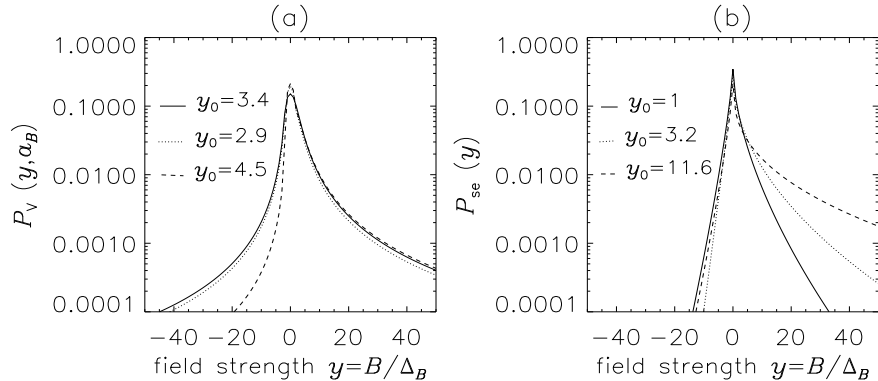 (a)
P_V (y,a_B)
1.0000
0.1000
0.0100
0.0010
0.0001
y₀=3.4
y₀=2.9
y₀=4.5
−40 −20 0 20 40
field strength y=B/Δ_B
(b)
P_se (y)
1.0000
0.1000
0.0100
0.0010
0.0001
y₀=1
y₀=3.2
y₀=11.6
−40 −20 0 20 40
field strength y=B/Δ_B